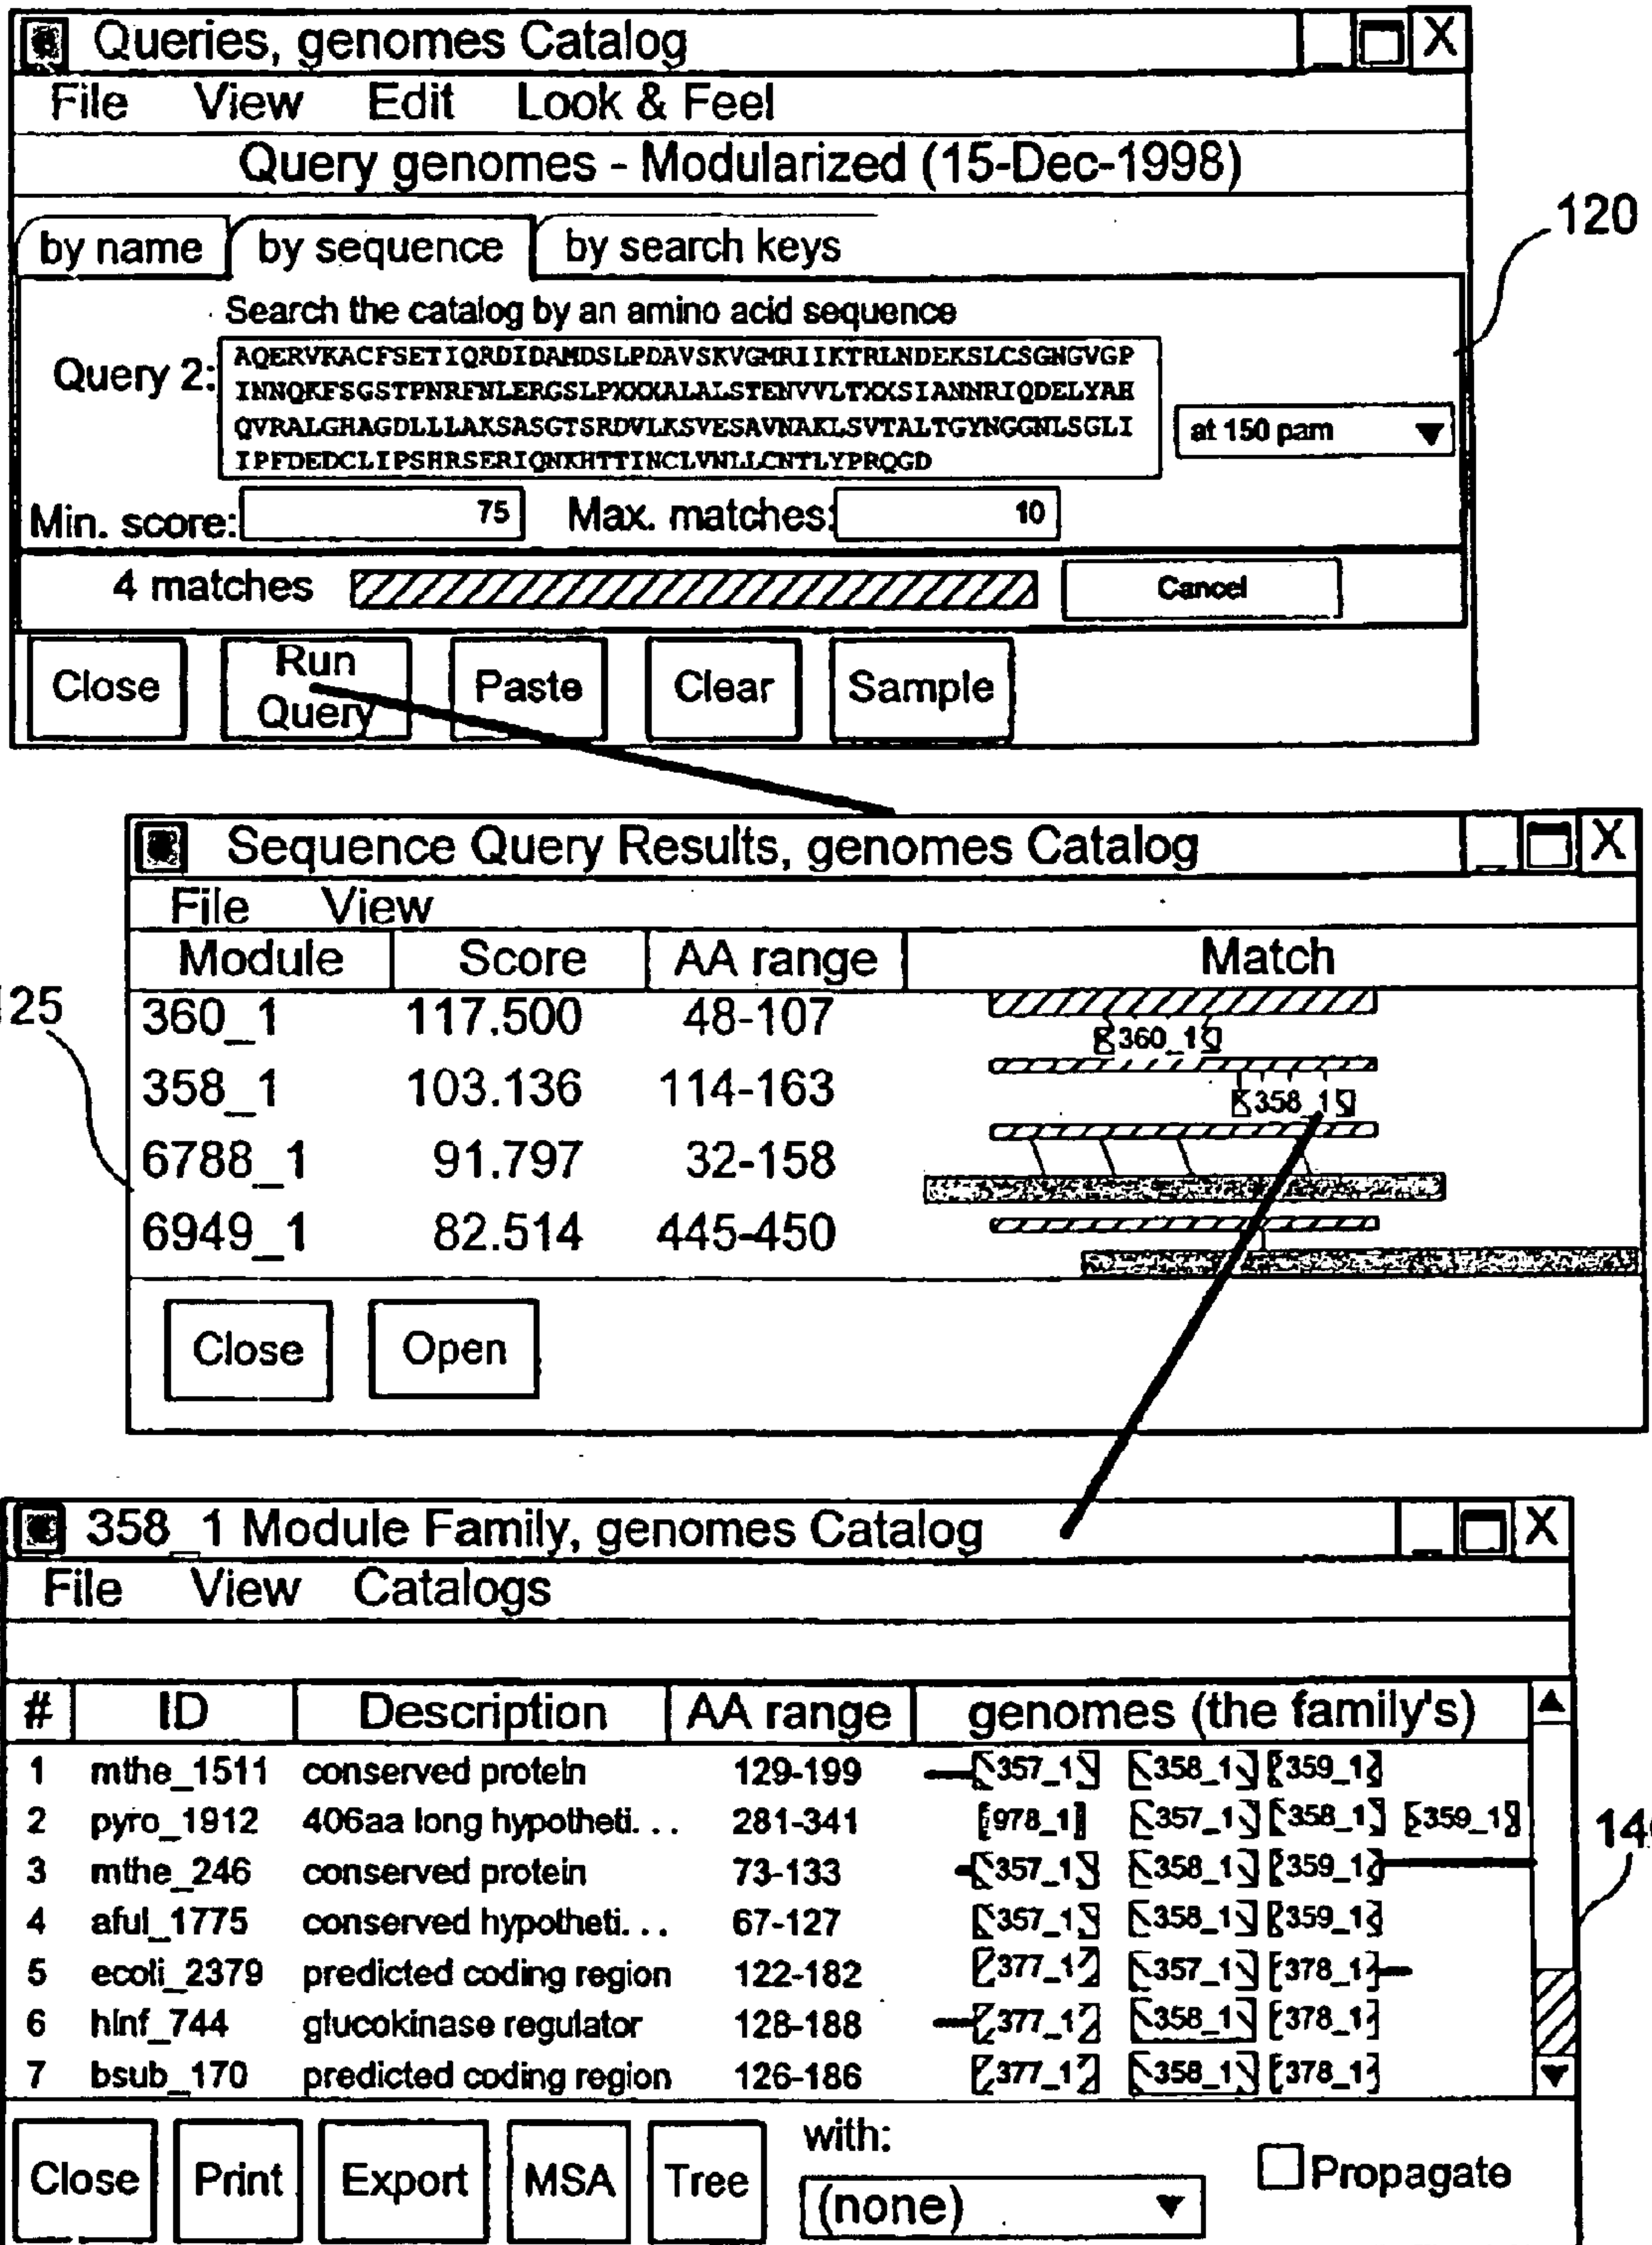 Queries, genomes Catalog
X
File View Edit Look & Feel
Query genomes - Modularized (15-Dec-1998)
120
by name by sequence by search keys
Search the catalog by an amino acid sequence
Query 2:
AQERVKACFSETIQRDIDAMDSLPDAVSKVGMRIIKTRLNDEKSLCSGNGVGP
INNQKFSGSTPNRFNLERGSLPXXXALALSTENVVLTXXSIANNRIQDELYAH
QVRALGHAGDLLLAKSASGTSRDVLKSVESAVNAKLSVTALTGYNGGNLSGLI
at 150 pam
IPFDEDCLIPSHRSERIQNKHTTINCLVNLLCNTLYPRQGD
Min. score: 75 Max. matches: 10
4 matches Cancel
Close Run Query Paste Clear Sample
Sequence Query Results, genomes Catalog
X
File View
Module Score AA range Match
125
360_1 117.500 48-107
360_1
358_1 103.136 114-163
358_1
6788_1 91.797 32-158
6949_1 82.514 445-450
Close Open
358_1 Module Family, genomes Catalog
X
File View Catalogs
# ID Description AA range genomes (the family's)
1 mthe_1511 conserved protein 129-199 357_1 358_1 359_1
2 pyro_1912 406aa long hypotheti... 281-341 978_1 357_1 358_1 359_1
3 mthe_246 conserved protein 73-133 357_1 358_1 359_1
4 aful_1775 conserved hypotheti... 67-127 357_1 358_1 359_1
5 ecoli_2379 predicted coding region 122-182 377_1 357_1 378_1
6 hinf_744 glucokinase regulator 128-188 377_1 358_1 378_1
7 bsub_170 predicted coding region 126-186 377_1 358_1 378_1
Close Print Export MSA Tree with: (none) Propagate